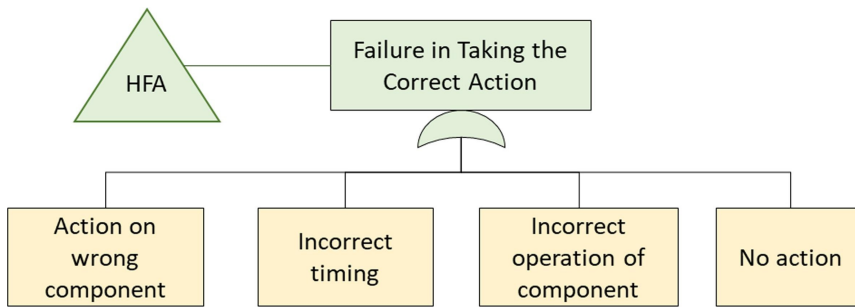 HFA
Failure in Taking the
Correct Action
Action on
wrong
component
Incorrect
timing
Incorrect
operation of
component
No action